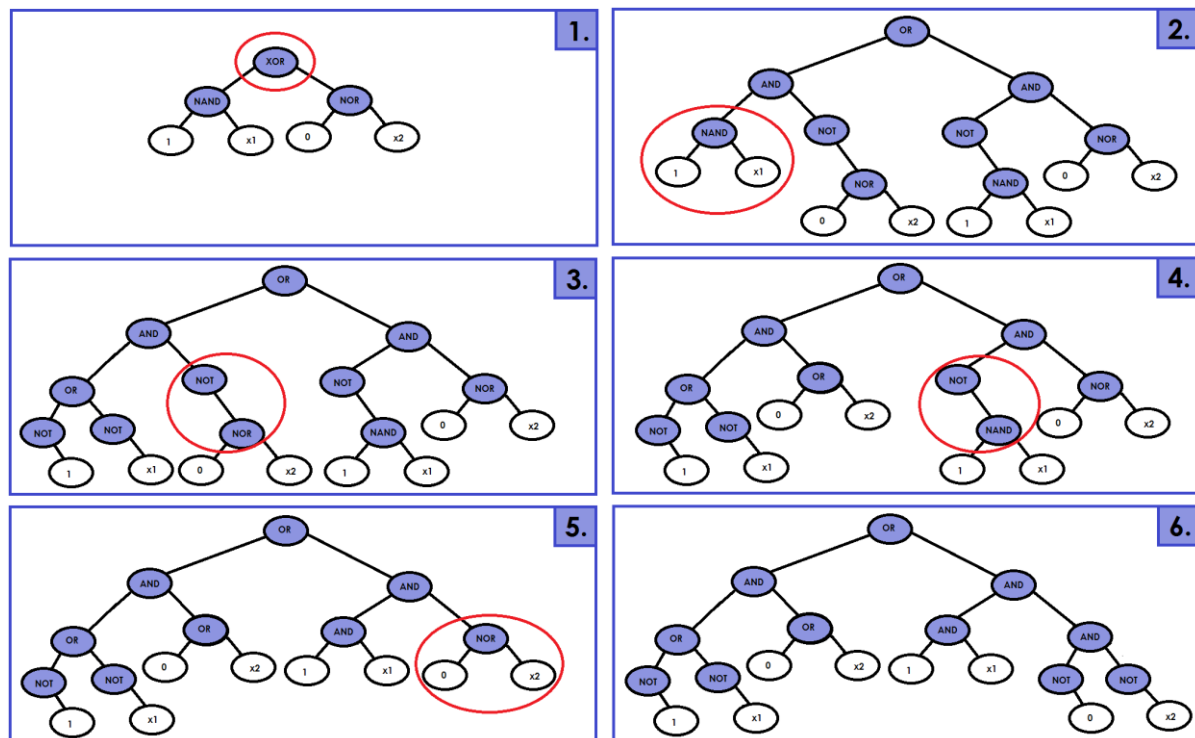 1.
XOR
NAND NOR
1 x1 0 x2
2.
OR
AND AND
NAND NOT NOT NOR
1 x1 NOR NAND 0 x2
0 x2 1 x1
3.
OR
AND AND
OR NOT NOT NOR
NOT NOT NOR NAND 0 x2
1 x1 0 x2 1 x1
4.
OR
AND AND
OR OR NOT NOR
NOT NOT 0 x2 NAND 0 x2
1 x1 1 x1
5.
OR
AND AND
OR OR AND NOR
NOT NOT 0 x2 1 x1 0 x2
1 x1
6.
OR
AND AND
OR OR AND AND
NOT NOT 0 x2 1 x1 NOT NOT
1 x1 0 x2